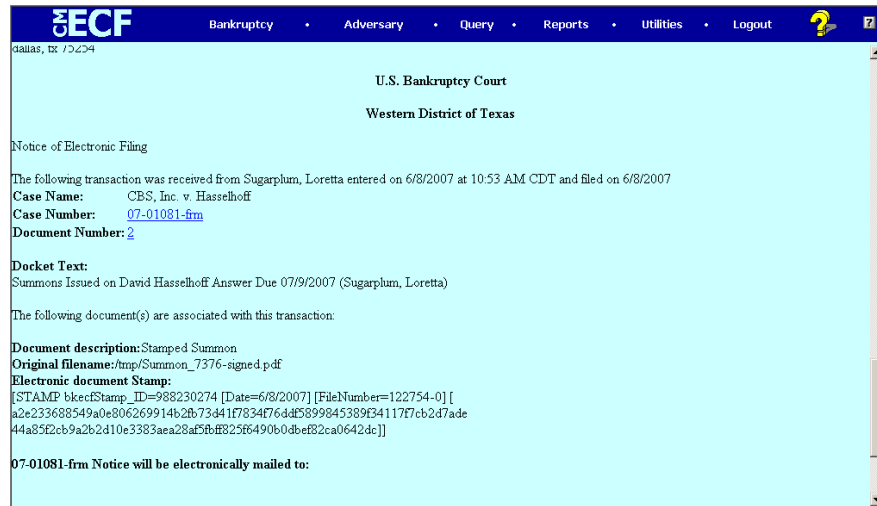 CM ECF Bankruptcy • Adversary • Query • Reports • Utilities • Logout ? ?
dallas, tx 75254
U.S. Bankruptcy Court
Western District of Texas
Notice of Electronic Filing
The following transaction was received from Sugarplum, Loretta entered on 6/8/2007 at 10:53 AM CDT and filed on 6/8/2007
Case Name: CBS, Inc. v. Hasselhoff
Case Number: 07-01081-frm
Document Number: 2
Docket Text:
Summons Issued on David Hasselhoff Answer Due 07/9/2007 (Sugarplum, Loretta)
The following document(s) are associated with this transaction:
Document description:Stamped Summon
Original filename:/tmp/Summon_7376-signed.pdf
Electronic document Stamp:
[STAMP bkecfStamp_ID=988230274 [Date=6/8/2007] [FileNumber=122754-0] [
a2e233688549a0e806269914b2fb73d41f7834f76ddf5899845389f34117f7cb2d7ade
44a85f2cb9a2b2d10e3383aea28af5fbff825f6490b0dbef82ca0642dc]]
07-01081-frm Notice will be electronically mailed to: